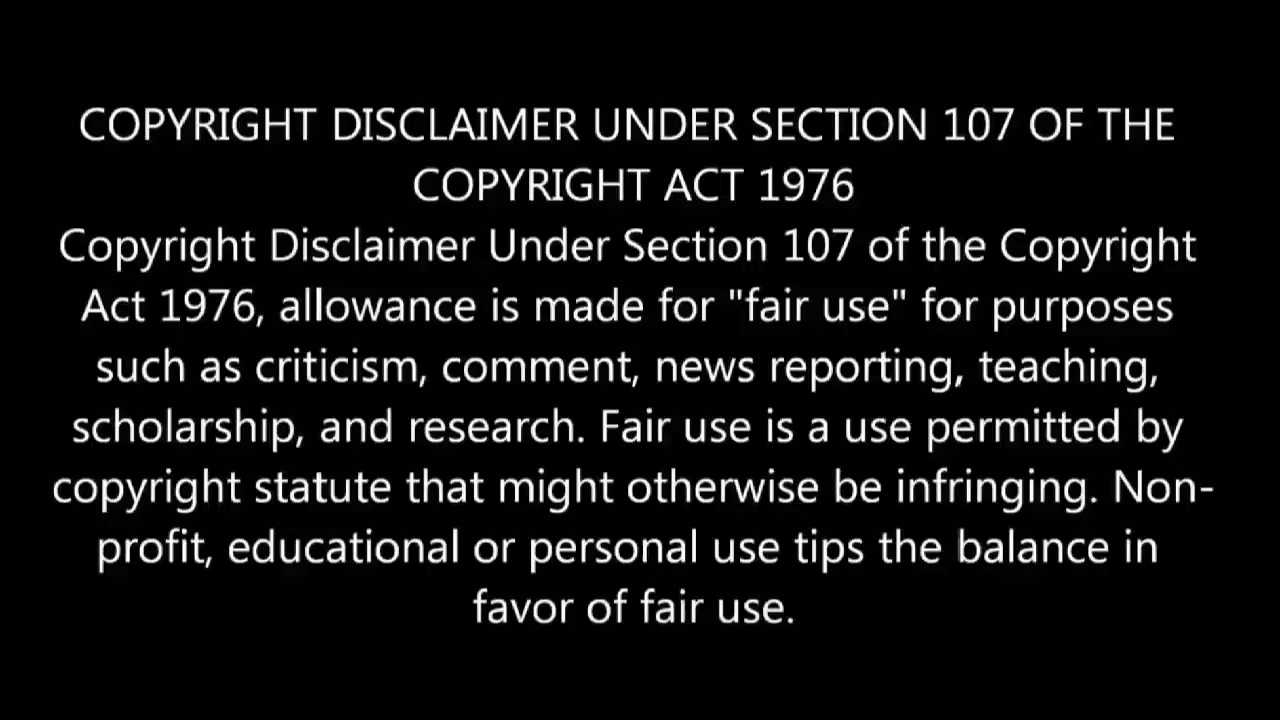 COPYRIGHT DISCLAIMER UNDER SECTION 107 OF THE
COPYRIGHT ACT 1976
Copyright Disclaimer Under Section 107 of the Copyright
Act 1976, allowance is made for "fair use" for purposes
such as criticism, comment, news reporting, teaching,
scholarship, and research. Fair use is a use permitted by
copyright statute that might otherwise be infringing. Non-
profit, educational or personal use tips the balance in
favor of fair use.